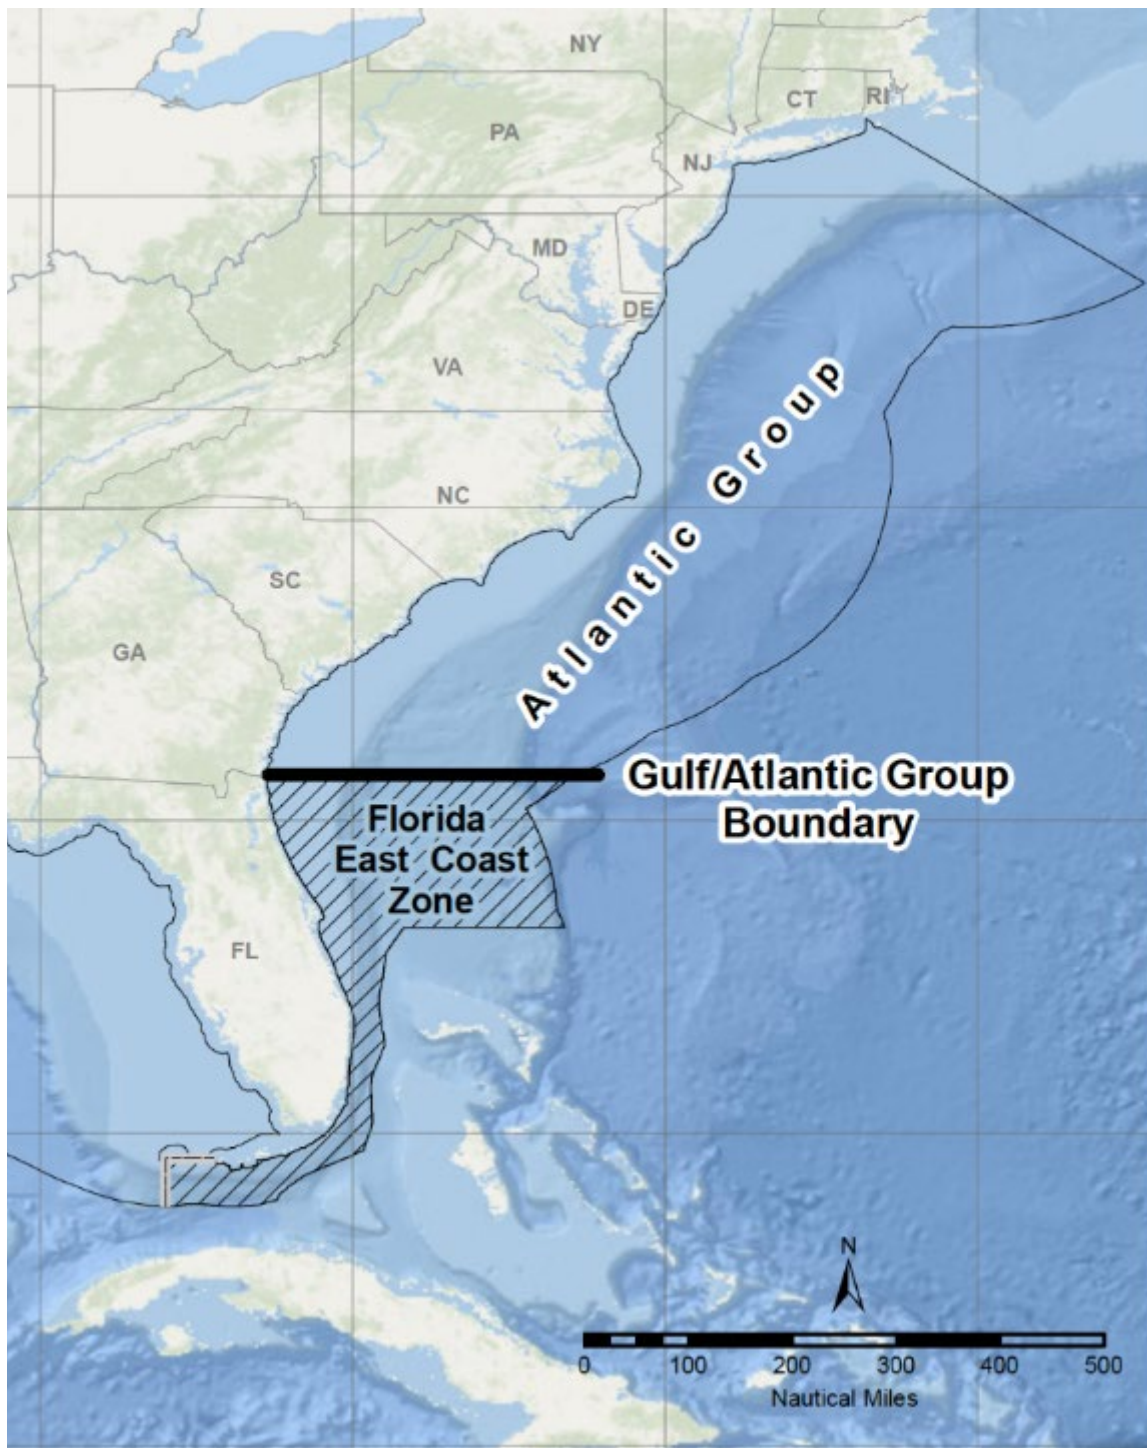 NY
CT
RI
PA
NJ
MD
DE
VA
Atlantic Group
NC
SC
GA
Gulf/Atlantic Group
Boundary
Florida
East Coast
Zone
FL
N
0 100 200 300 400 500
Nautical Miles